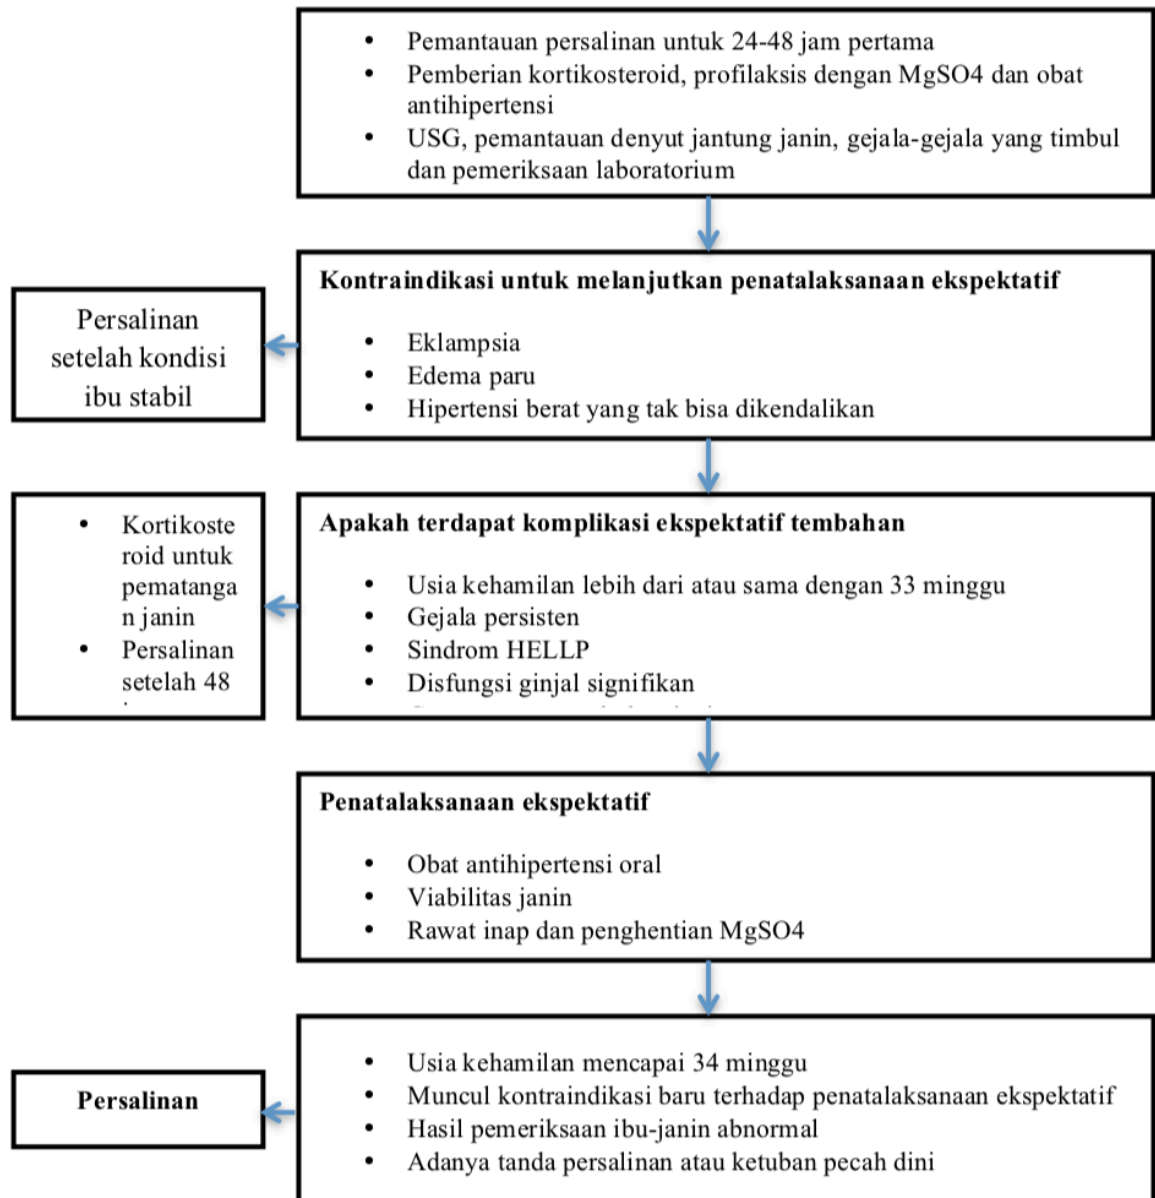 • Pemantauan persalinan untuk 24-48 jam pertama
• Pemberian kortikosteroid, profilaksis dengan MgSO4 dan obat
antihipertensi
• USG, pemantauan denyut jantung janin, gejala-gejala yang timbul
dan pemeriksaan laboratorium
Kontraindikasi untuk melanjutkan penatalaksanaan ekspektatif
• Eklampsia
• Edema paru
• Hipertensi berat yang tak bisa dikendalikan
Persalinan
setelah kondisi
ibu stabil
Apakah terdapat komplikasi ekspektatif tembahan
• Usia kehamilan lebih dari atau sama dengan 33 minggu
• Gejala persisten
• Sindrom HELLP
• Disfungsi ginjal signifikan
• Kortikoste
roid untuk
pematanga
n janin
• Persalinan
setelah 48
Penatalaksanaan ekspektatif
• Obat antihipertensi oral
• Viabilitas janin
• Rawat inap dan penghentian MgSO4
• Usia kehamilan mencapai 34 minggu
• Muncul kontraindikasi baru terhadap penatalaksanaan ekspektatif
• Hasil pemeriksaan ibu-janin abnormal
• Adanya tanda persalinan atau ketuban pecah dini
Persalinan